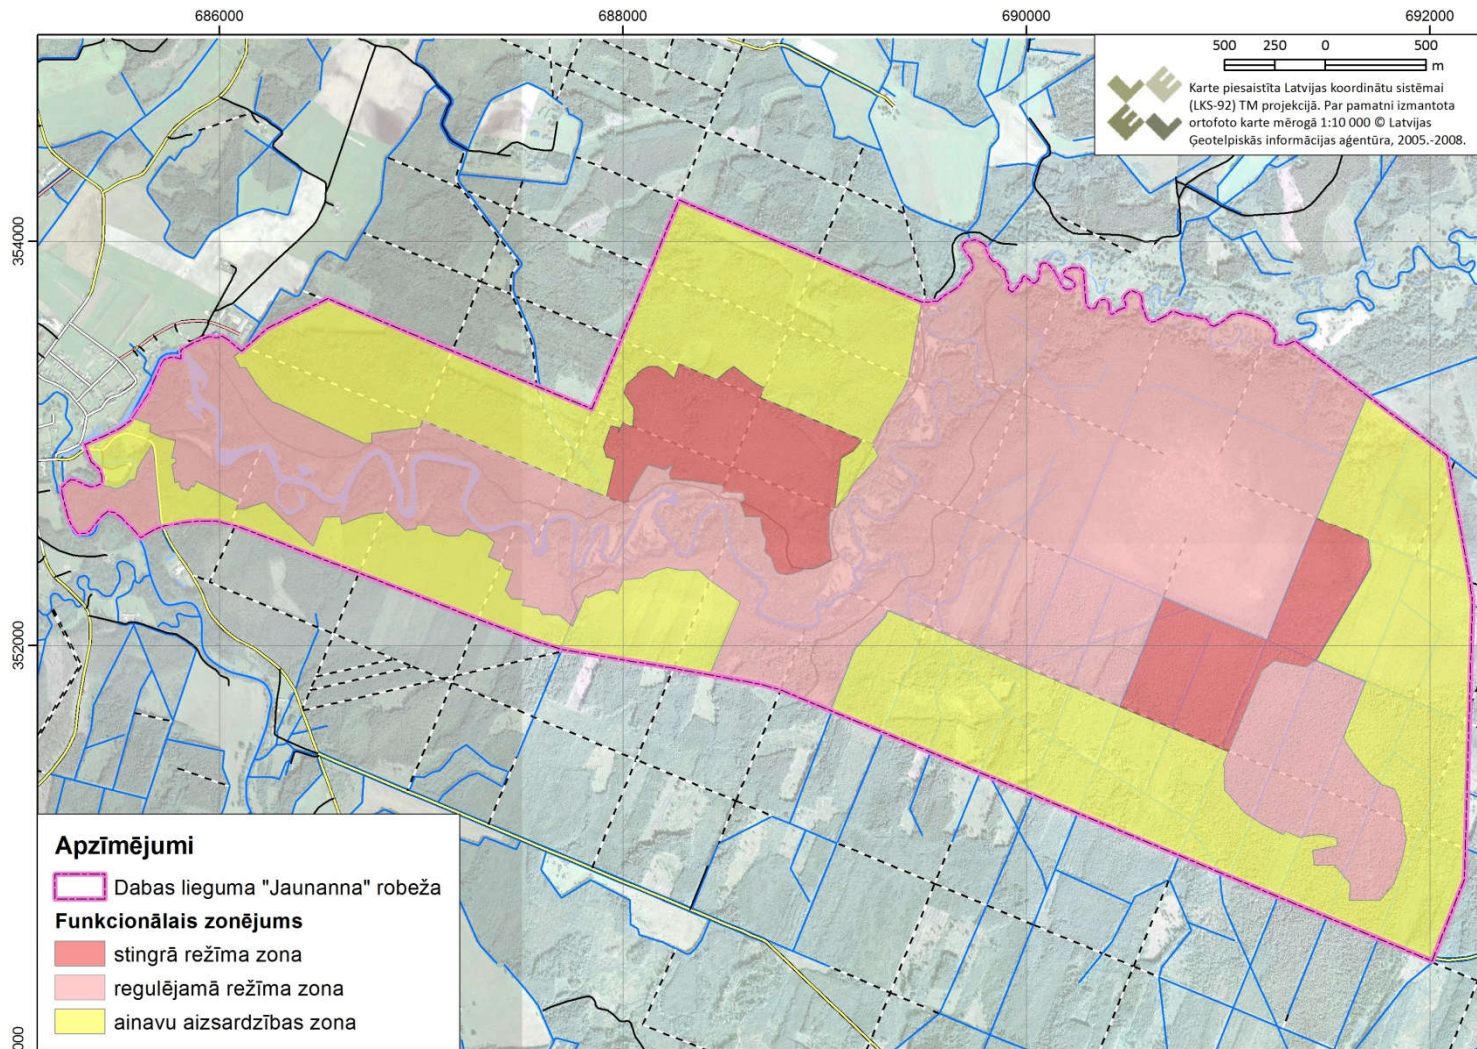 686000
688000
690000
692000
500 250 0 500
m
Karte piesaistīta Latvijas koordinātu sistēmai
(LKS-92) TM projekcijā. Par pamatni izmantota
ortofoto karte mērogā 1:10 000 © Latvijas
Ģeotelpiskās informācijas aģentūra, 2005.-2008.
354000
352000
Apzīmējumi
Dabas lieguma "Jaunanna" robeža
Funkcionālais zonējums
stingrā režīma zona
regulējamā režīma zona
ainavu aizsardzības zona